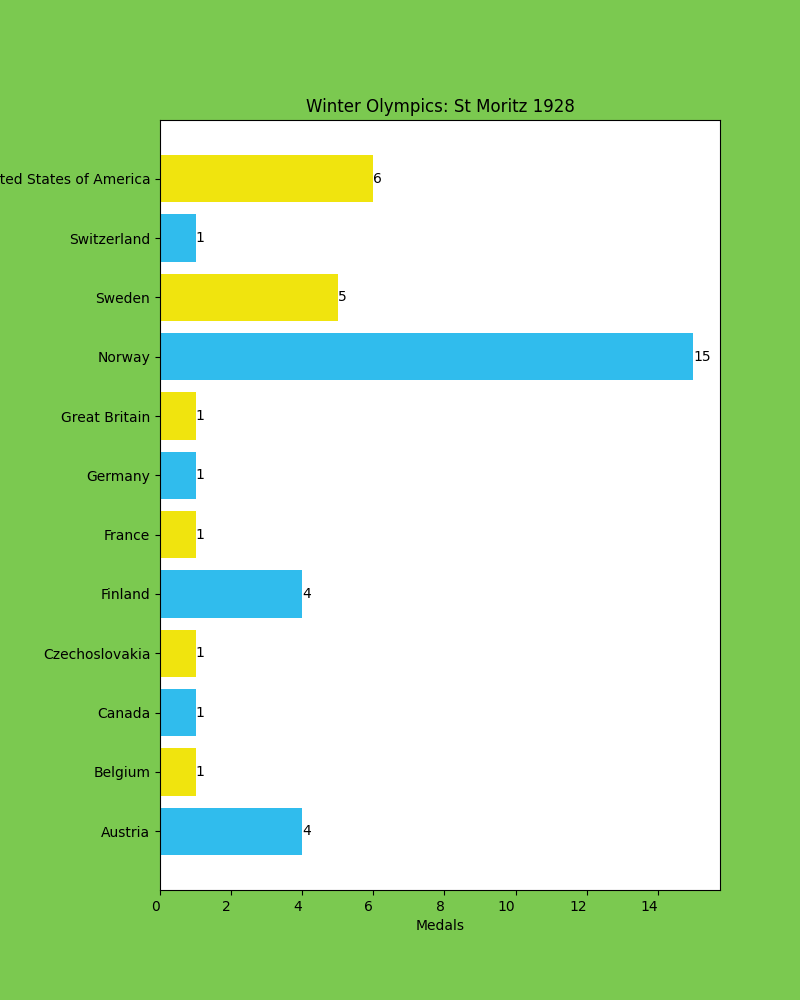 Winter Olympics: St Moritz 1928
States of America 6
Switzerland 1
Sweden 5
Norway 15
Great Britain 1
Germany 1
France 1
Finland 4
Czechoslovakia 1
Canada 1
Belgium 1
Austria 4
0 2 4 6 8 10 12 14
Medals